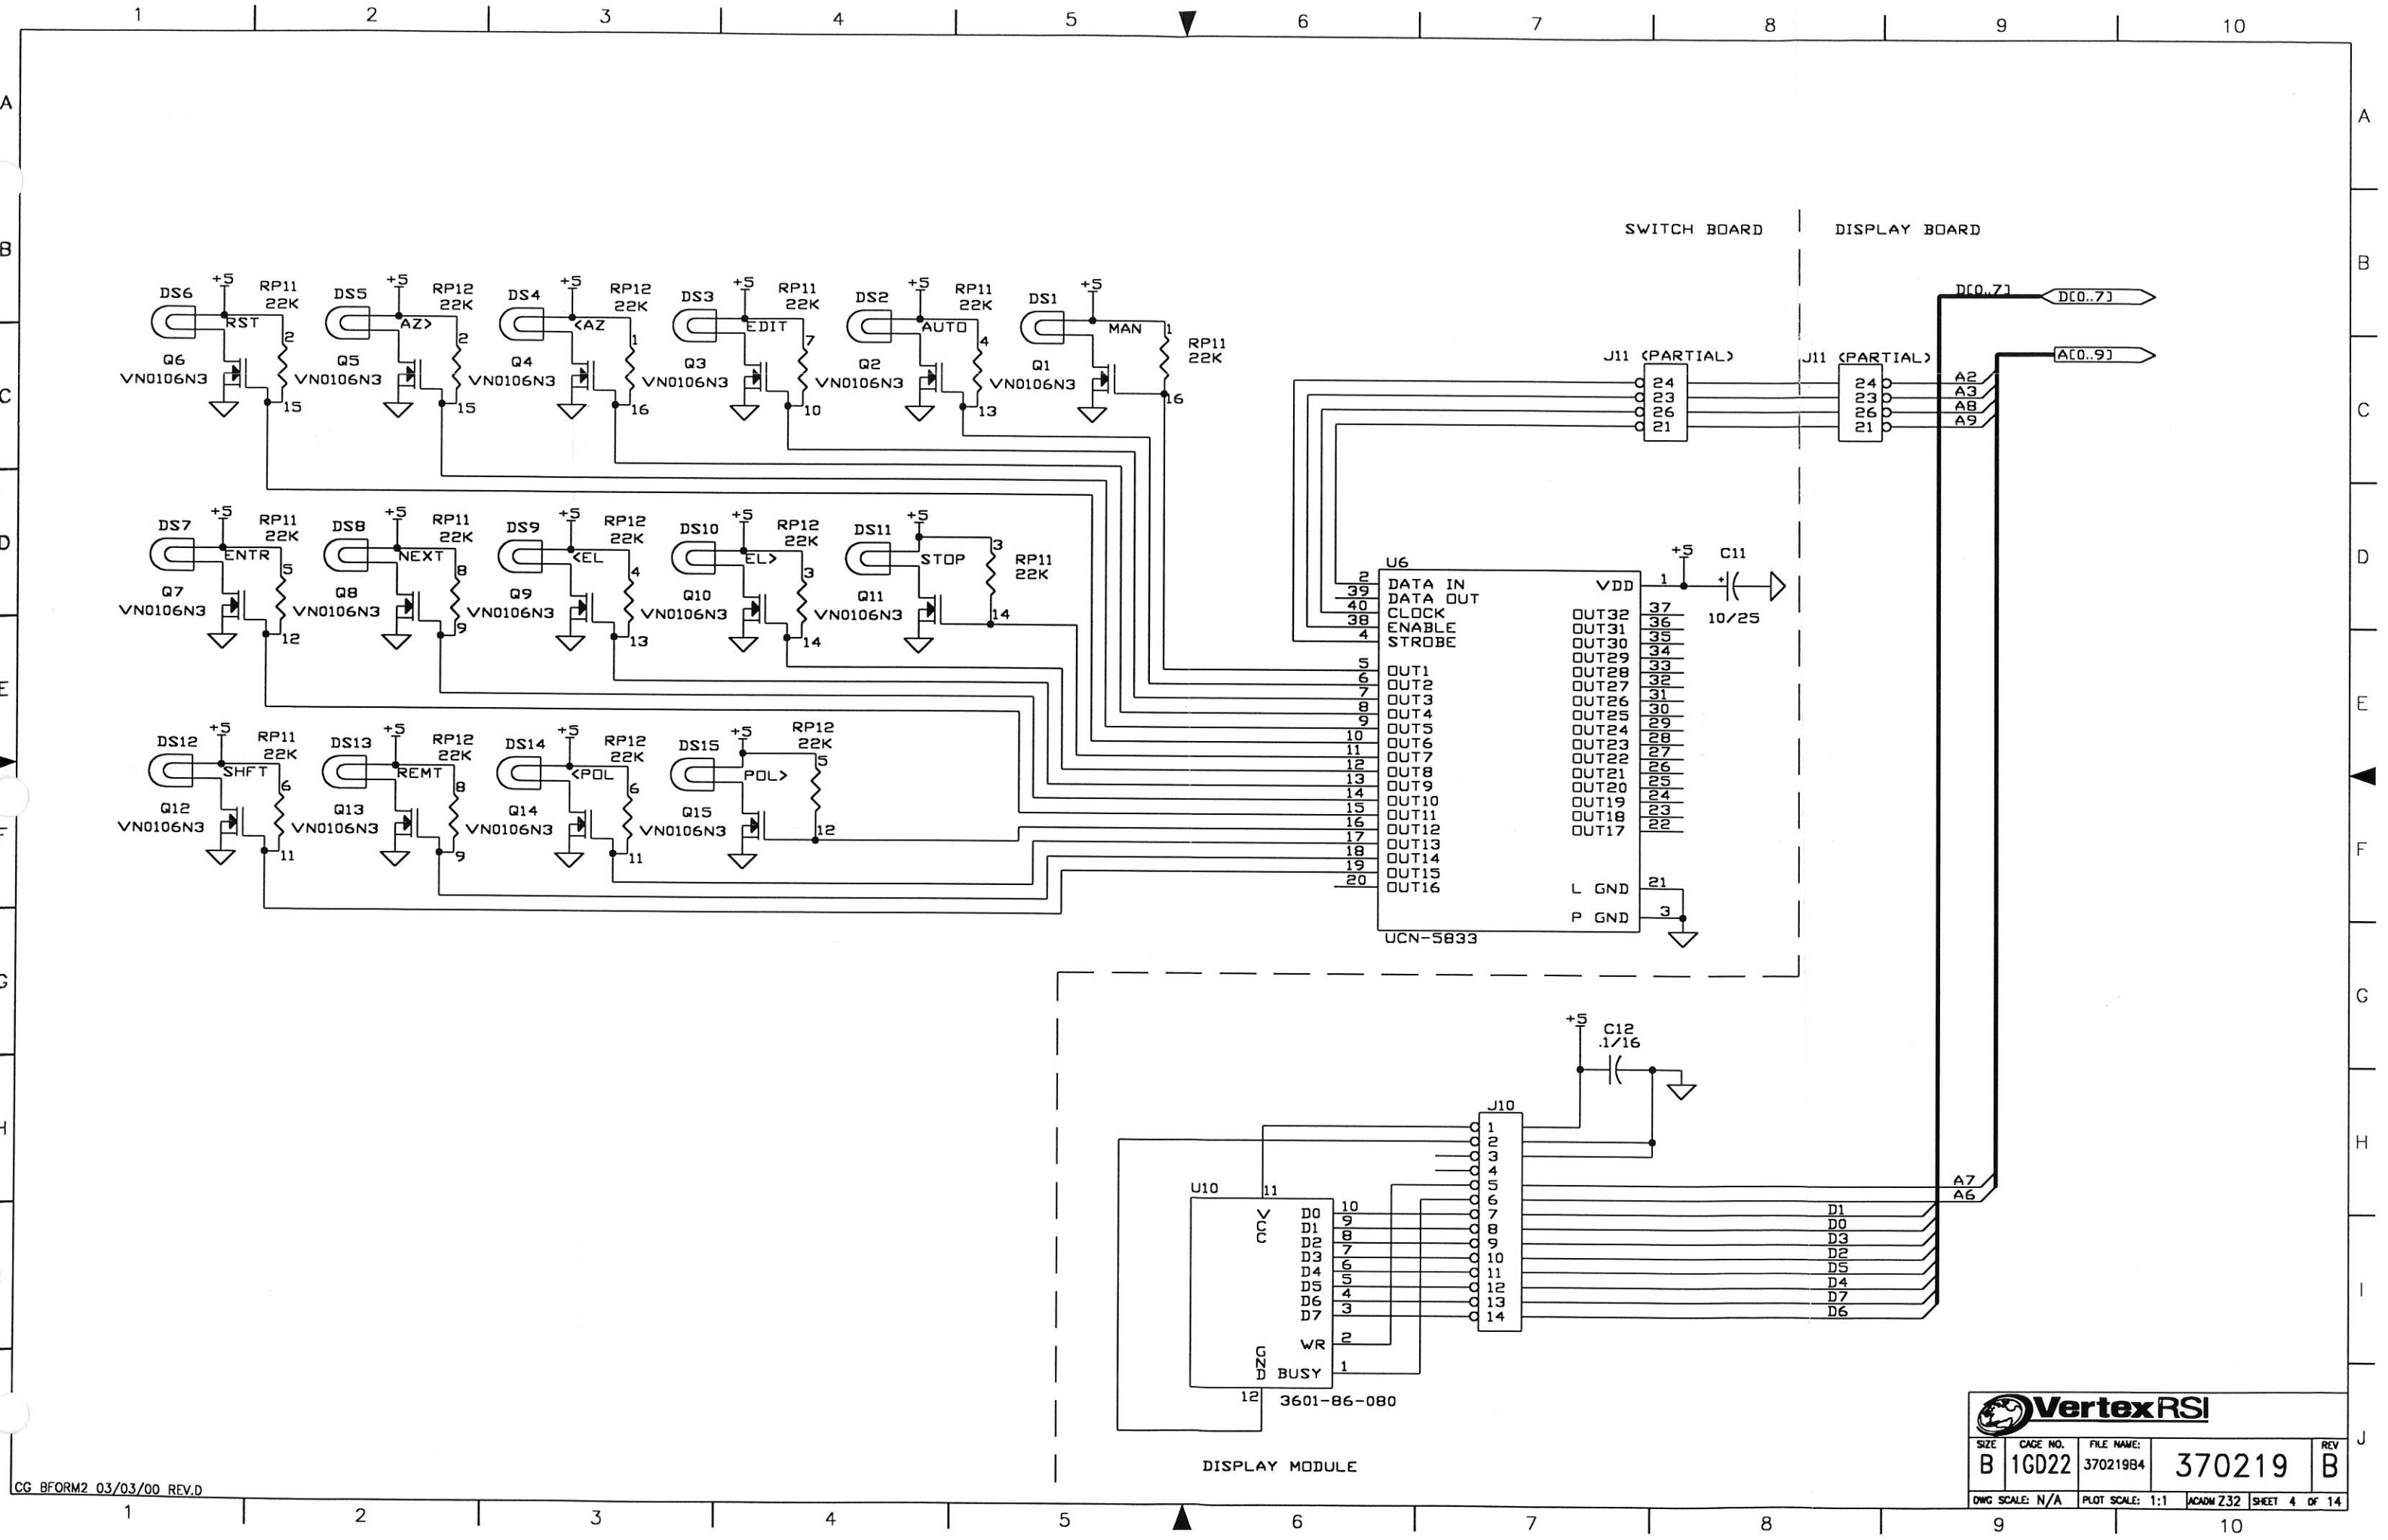 1 2 3 4 5 6 7 8 9 10
A A
SWITCH BOARD DISPLAY BOARD
B B
DS6 +5 RP11 22K RST 2 Q6 VN0106N3 15
DS5 +5 RP12 22K AZ> 2 Q5 VN0106N3 15
DS4 +5 RP12 22K <AZ 1 Q4 VN0106N3 16
DS3 +5 RP11 22K EDIT 7 Q3 VN0106N3 10
DS2 +5 RP11 22K AUTO 4 Q2 VN0106N3 13
DS1 +5 MAN 1 RP11 22K Q1 VN0106N3 16
D[0..7] D[0..7]
A[0..9]
J11 (PARTIAL) J11 (PARTIAL)
24 24 A2
23 23 A3
26 26 A8
21 21 A9
C C
DS7 +5 RP11 22K ENTR 5 Q7 VN0106N3 12
DS8 +5 RP11 22K NEXT 8 Q8 VN0106N3 9
DS9 +5 RP12 22K <EL 4 Q9 VN0106N3 13
DS10 +5 RP12 22K EL> 3 Q10 VN0106N3 14
DS11 +5 STOP 3 RP11 22K Q11 VN0106N3 14
D D
U6
+5 C11
10/25
2 DATA IN VDD 1
39 DATA OUT
40 CLOCK
38 ENABLE
4 STROBE
OUT32 37
OUT31 36
OUT30 35
OUT29 34
OUT28 33
OUT27 32
OUT26 31
OUT25 30
OUT24 29
OUT23 28
OUT22 27
OUT21 26
OUT20 25
OUT19 24
OUT18 23
OUT17 22
5 OUT1
6 OUT2
7 OUT3
8 OUT4
9 OUT5
10 OUT6
11 OUT7
12 OUT8
13 OUT9
14 OUT10
15 OUT11
16 OUT12
17 OUT13
18 OUT14
19 OUT15
20 OUT16
L GND 21
P GND 3
UCN-5833
E E
DS12 +5 RP11 22K SHFT 6 Q12 VN0106N3 11
DS13 +5 RP12 22K REMT 8 Q13 VN0106N3 9
DS14 +5 RP12 22K <POL 6 Q14 VN0106N3 11
DS15 +5 RP12 22K POL> 5 Q15 VN0106N3 12
F F
G G
+5 C12
.1/16
J10
1
2
3
4
5 A7
6 A6
7 D1
8 D0
9 D3
10 D2
11 D5
12 D4
13 D7
14 D6
H H
U10 11
VCC
D0 10
D1 9
D2 8
D3 7
D4 6
D5 5
D6 4
D7 3
WR 2
GND BUSY 1
12 3601-86-080
I
DISPLAY MODULE
J
VertexRSI
SIZE B
CAGE NO. 1GD22
FILE NAME: 370219B4
370219
REV B
DWG SCALE: N/A PLOT SCALE: 1:1 ACADM Z32 SHEET 4 OF 14
CG BFORM2 03/03/00 REV.D
1 2 3 4 5 6 7 8 9 10